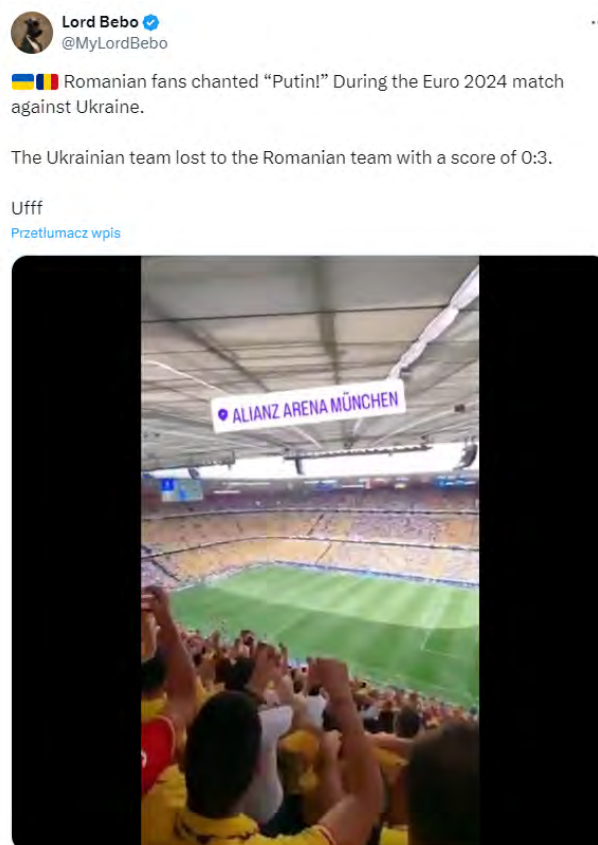 Lord Bebo
@MyLordBebo
Romanian fans chanted “Putin!” During the Euro 2024 match
against Ukraine.
The Ukrainian team lost to the Romanian team with a score of 0:3.
Ufff
Przetłumacz wpis
ALIANZ ARENA MÜNCHEN